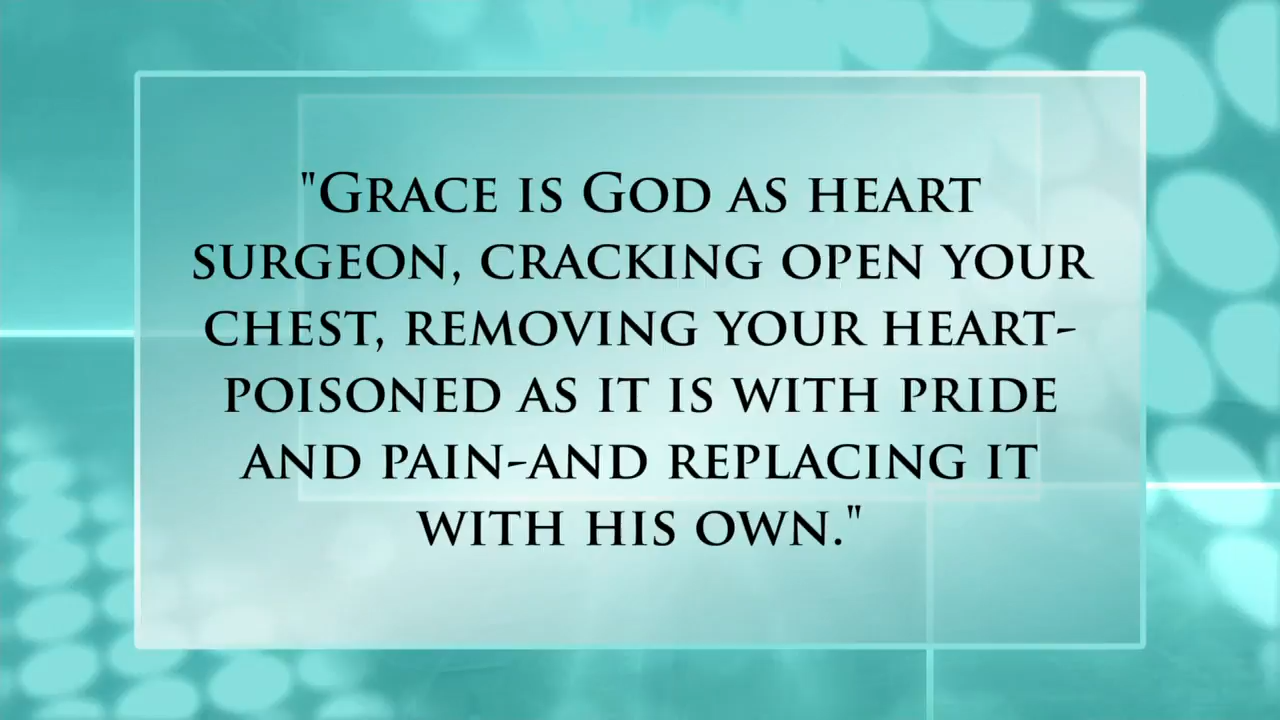 "Grace is God as heart
surgeon, cracking open your
chest, removing your heart-
poisoned as it is with pride
and pain-and replacing it
with his own."